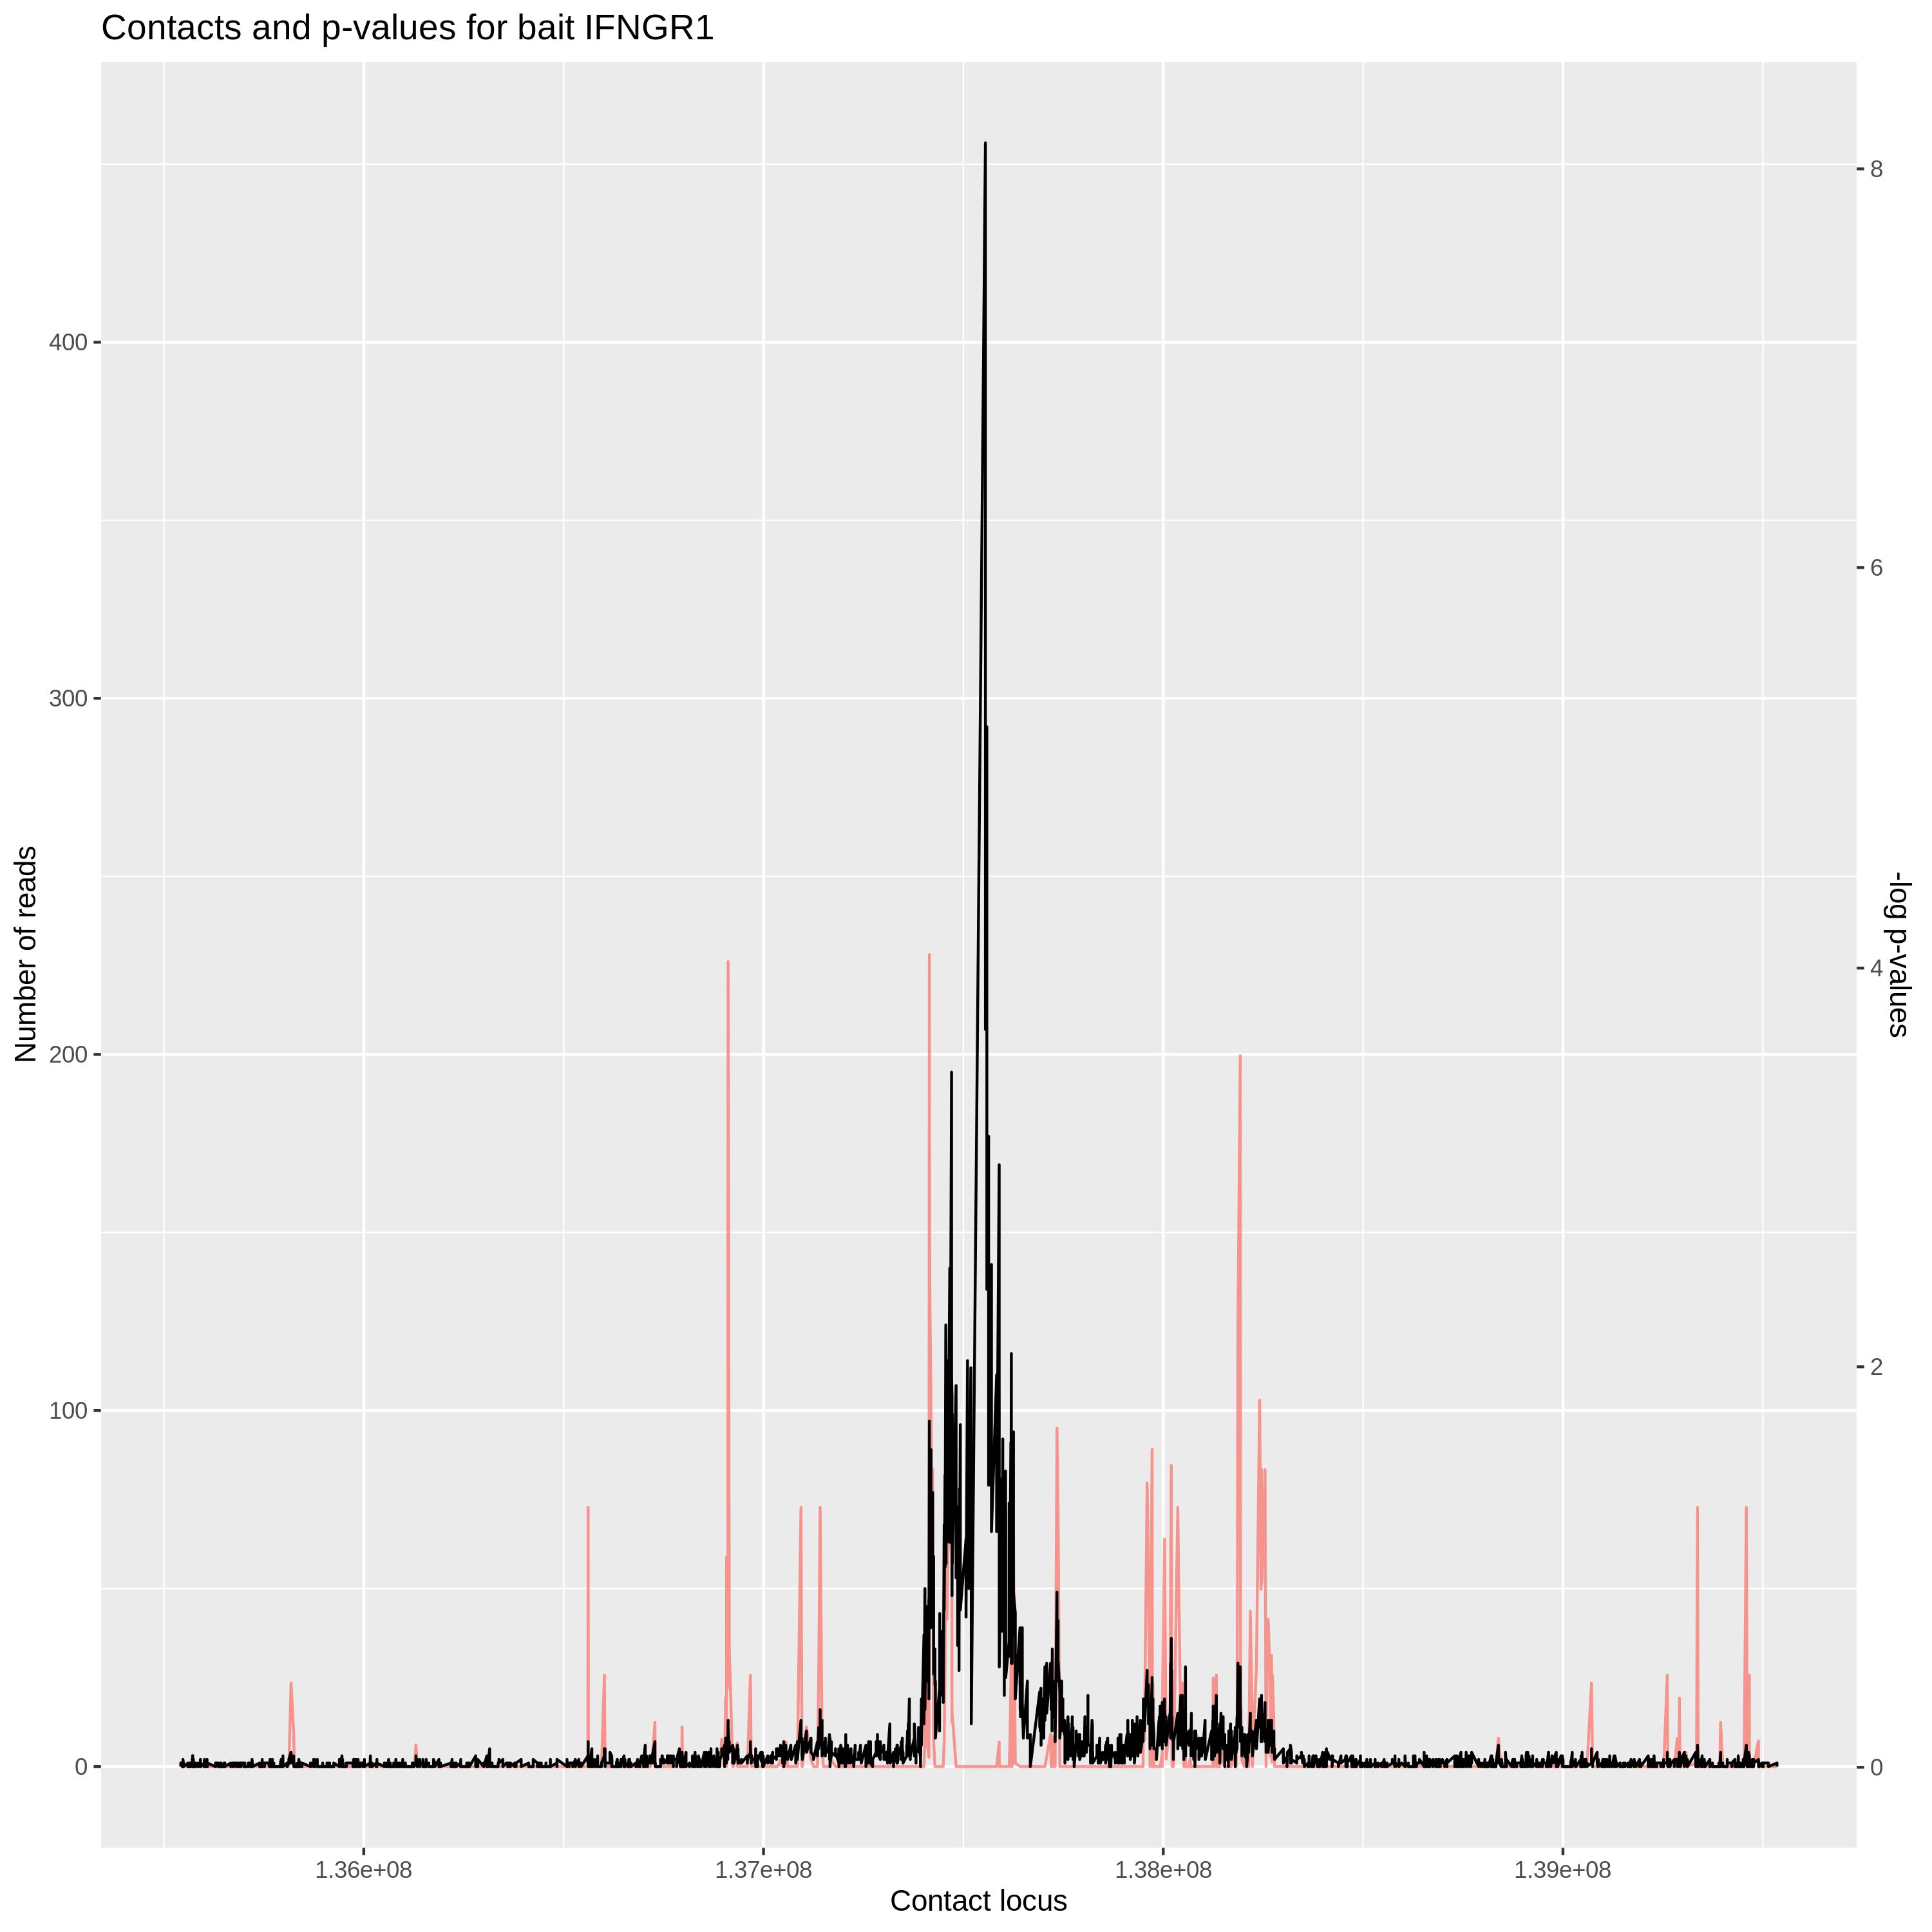 Contacts and p-values for bait IFNGR1
Number of reads
400
300
200
100
0
8
6
4
2
0
-log p-values
1.36e+08
1.37e+08
1.38e+08
1.39e+08
Contact locus